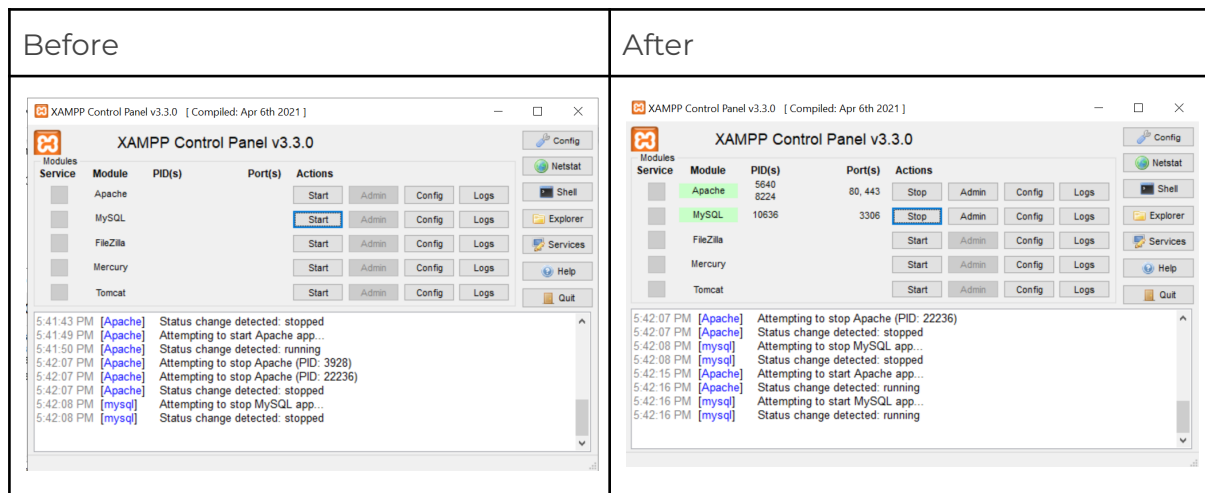 Before
XAMPP Control Panel v3.3.0 [ Compiled: Apr 6th 2021 ]
XAMPP Control Panel v3.3.0
Config
Modules
Netstat
Service Module PID(s) Port(s) Actions
Apache Start Admin Config Logs
Shell
MySQL Start Admin Config Logs
Explorer
FileZilla Start Admin Config Logs
Services
Mercury Start Admin Config Logs
Help
Tomcat Start Admin Config Logs
Quit
5:41:43 PM [Apache] Status change detected: stopped
5:41:49 PM [Apache] Attempting to start Apache app...
5:41:50 PM [Apache] Status change detected: running
5:42:07 PM [Apache] Attempting to stop Apache (PID: 3928)
5:42:07 PM [Apache] Attempting to stop Apache (PID: 22236)
5:42:07 PM [Apache] Status change detected: stopped
5:42:08 PM [mysql] Attempting to stop MySQL app...
5:42:08 PM [mysql] Status change detected: stopped
After
XAMPP Control Panel v3.3.0 [ Compiled: Apr 6th 2021 ]
XAMPP Control Panel v3.3.0
Config
Modules
Netstat
Service Module PID(s) Port(s) Actions
Apache 5640 8224 80, 443 Stop Admin Config Logs
Shell
MySQL 10636 3306 Stop Admin Config Logs
Explorer
FileZilla Start Admin Config Logs
Services
Mercury Start Admin Config Logs
Help
Tomcat Start Admin Config Logs
Quit
5:42:07 PM [Apache] Attempting to stop Apache (PID: 22236)
5:42:07 PM [Apache] Status change detected: stopped
5:42:08 PM [mysql] Attempting to stop MySQL app...
5:42:08 PM [mysql] Status change detected: stopped
5:42:15 PM [Apache] Attempting to start Apache app...
5:42:16 PM [Apache] Status change detected: running
5:42:16 PM [mysql] Attempting to start MySQL app...
5:42:16 PM [mysql] Status change detected: running